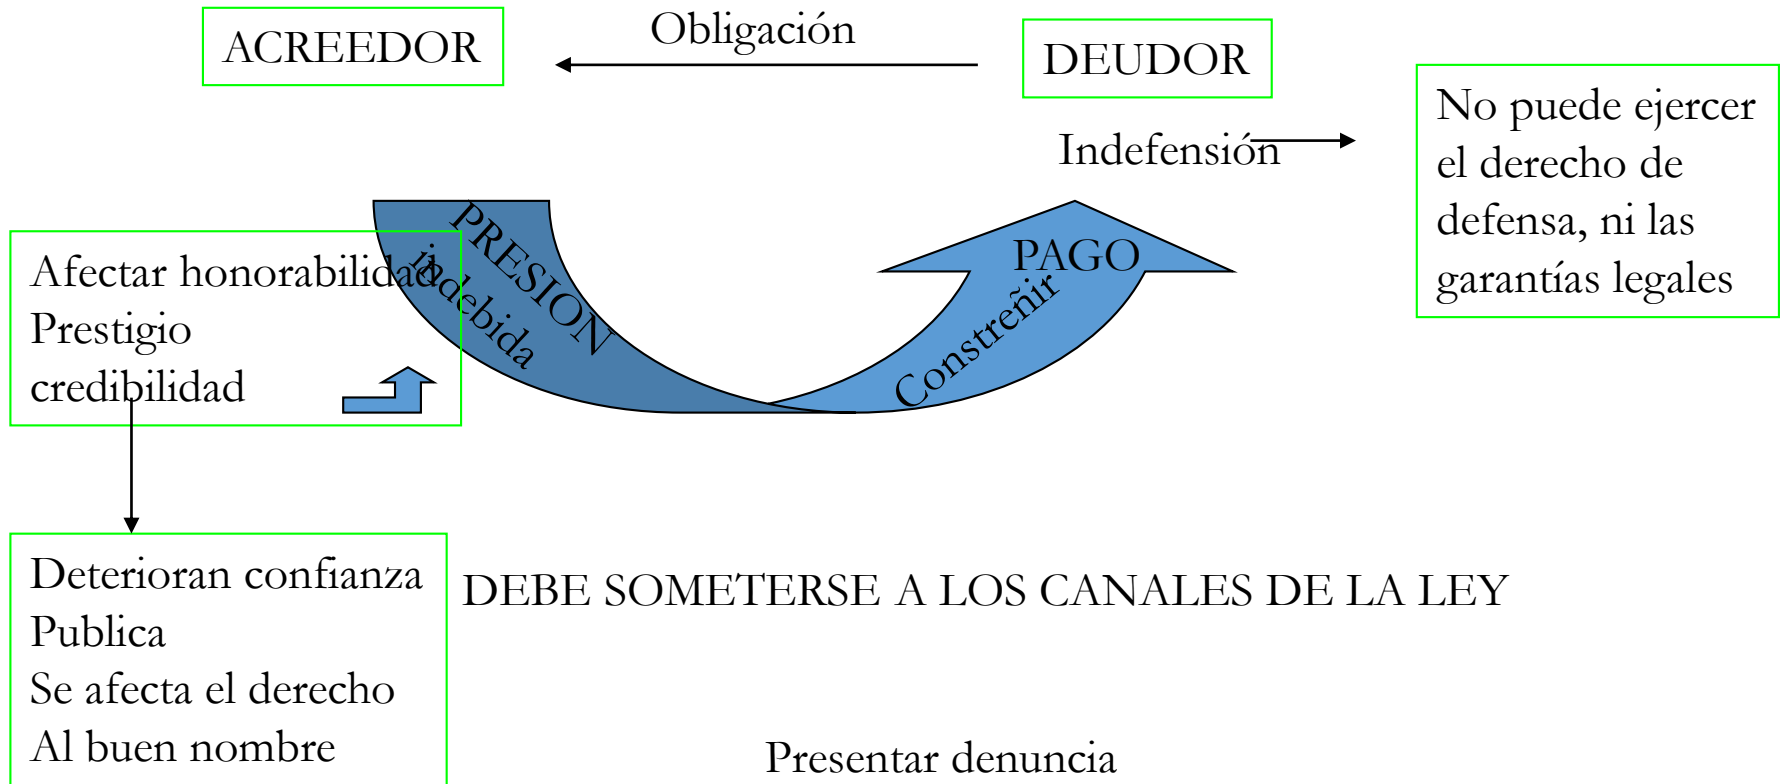 ACREEDOR
Obligación
DEUDOR
Indefensión
No puede ejercer
el derecho de
defensa, ni las
garantías legales
PRESION
indebida
PAGO
Constreñir
Afectar honorabilidad
Prestigio
credibilidad
Deterioran confianza
Publica
Se afecta el derecho
Al buen nombre
DEBE SOMETERSE A LOS CANALES DE LA LEY
Presentar denuncia